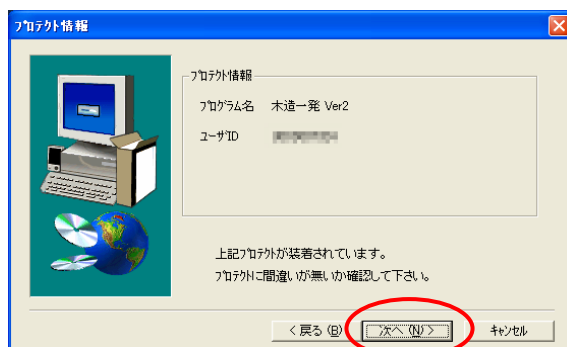 ﾌﾟﾛﾃｸﾄ情報
ﾌﾟﾛﾃｸﾄ情報
ﾌﾟﾛｸﾞﾗﾑ名 木造一発 Ver2
ﾕｰｻﾞID
上記ﾌﾟﾛﾃｸﾄが装着されています。
ﾌﾟﾛﾃｸﾄに間違いが無いか確認して下さい。
< 戻る (B) 次へ (N) > ｷｬﾝｾﾙ